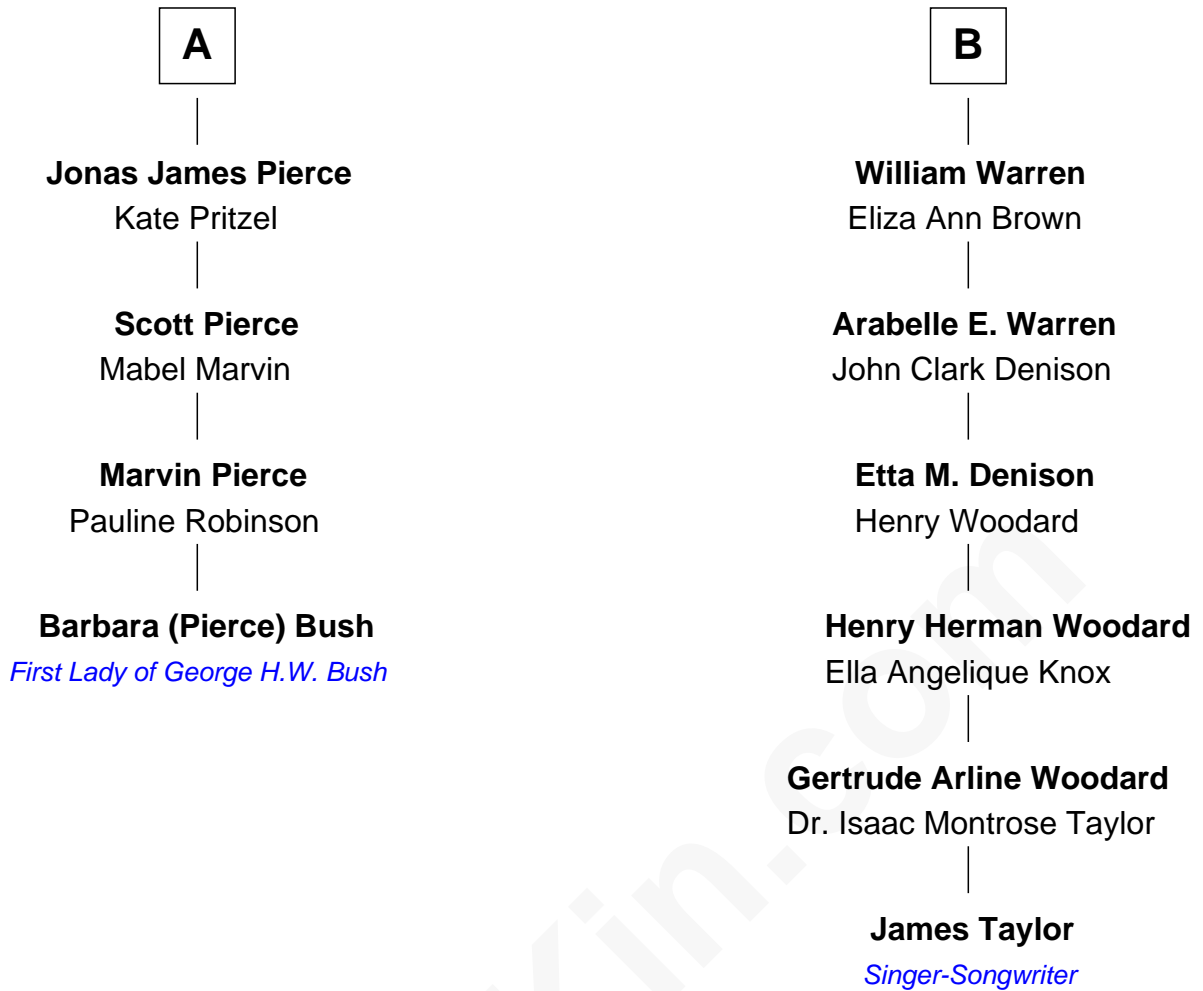 A
Jonas James Pierce
Kate Pritzel
Scott Pierce
Mabel Marvin
Marvin Pierce
Pauline Robinson
Barbara (Pierce) Bush
First Lady of George H.W. Bush
B
William Warren
Eliza Ann Brown
Arabelle E. Warren
John Clark Denison
Etta M. Denison
Henry Woodard
Henry Herman Woodard
Ella Angelique Knox
Gertrude Arline Woodard
Dr. Isaac Montrose Taylor
James Taylor
Singer-Songwriter